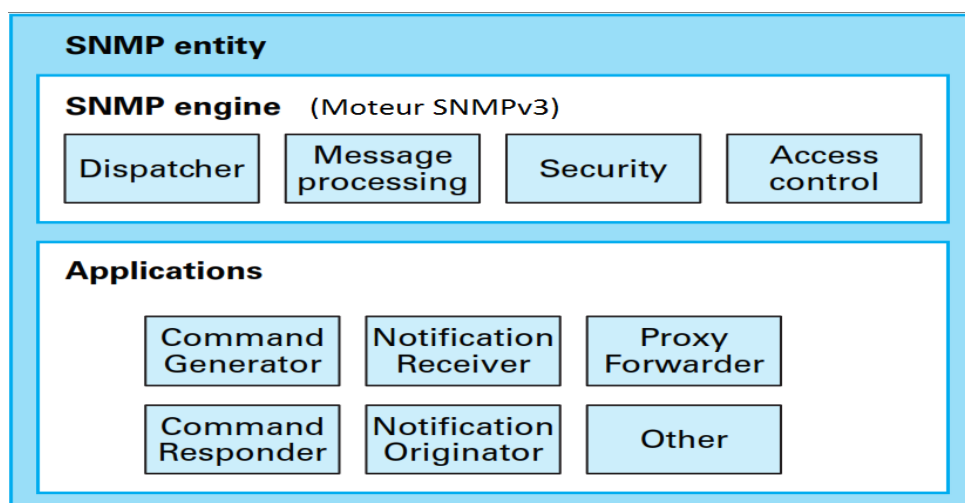 SNMP entity
SNMP engine (Moteur SNMPv3)
Dispatcher
Message
processing
Security
Access
control
Applications
Command
Generator
Notification
Receiver
Proxy
Forwarder
Command
Responder
Notification
Originator
Other